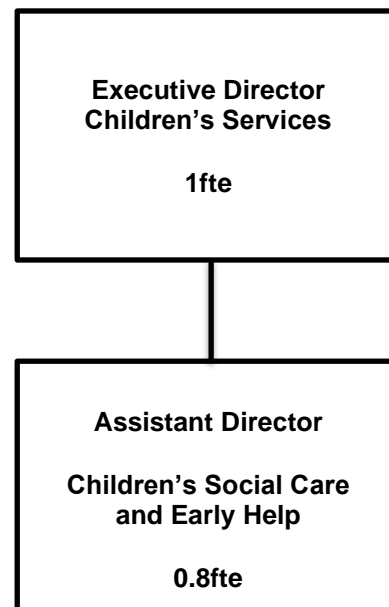 Executive Director
Children’s Services
1fte
Assistant Director
Children’s Social Care
and Early Help
0.8fte